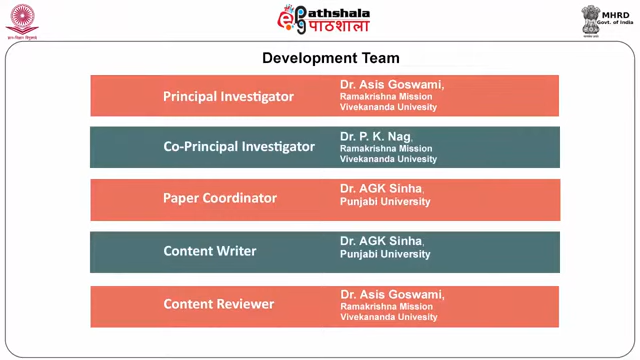 ePathshala
पाठशाला
MHRD
Govt. of India
Development Team
Principal Investigator
Dr. Asis Goswami,
Ramakrishna Mission
Vivekananda Univesity
Co-Principal Investigator
Dr. P. K. Nag,
Ramakrishna Mission
Vivekananda Univesity
Paper Coordinator
Dr. AGK Sinha,
Punjabi University
Content Writer
Dr. AGK Sinha,
Punjabi University
Content Reviewer
Dr. Asis Goswami,
Ramakrishna Mission
Vivekananda Univesity